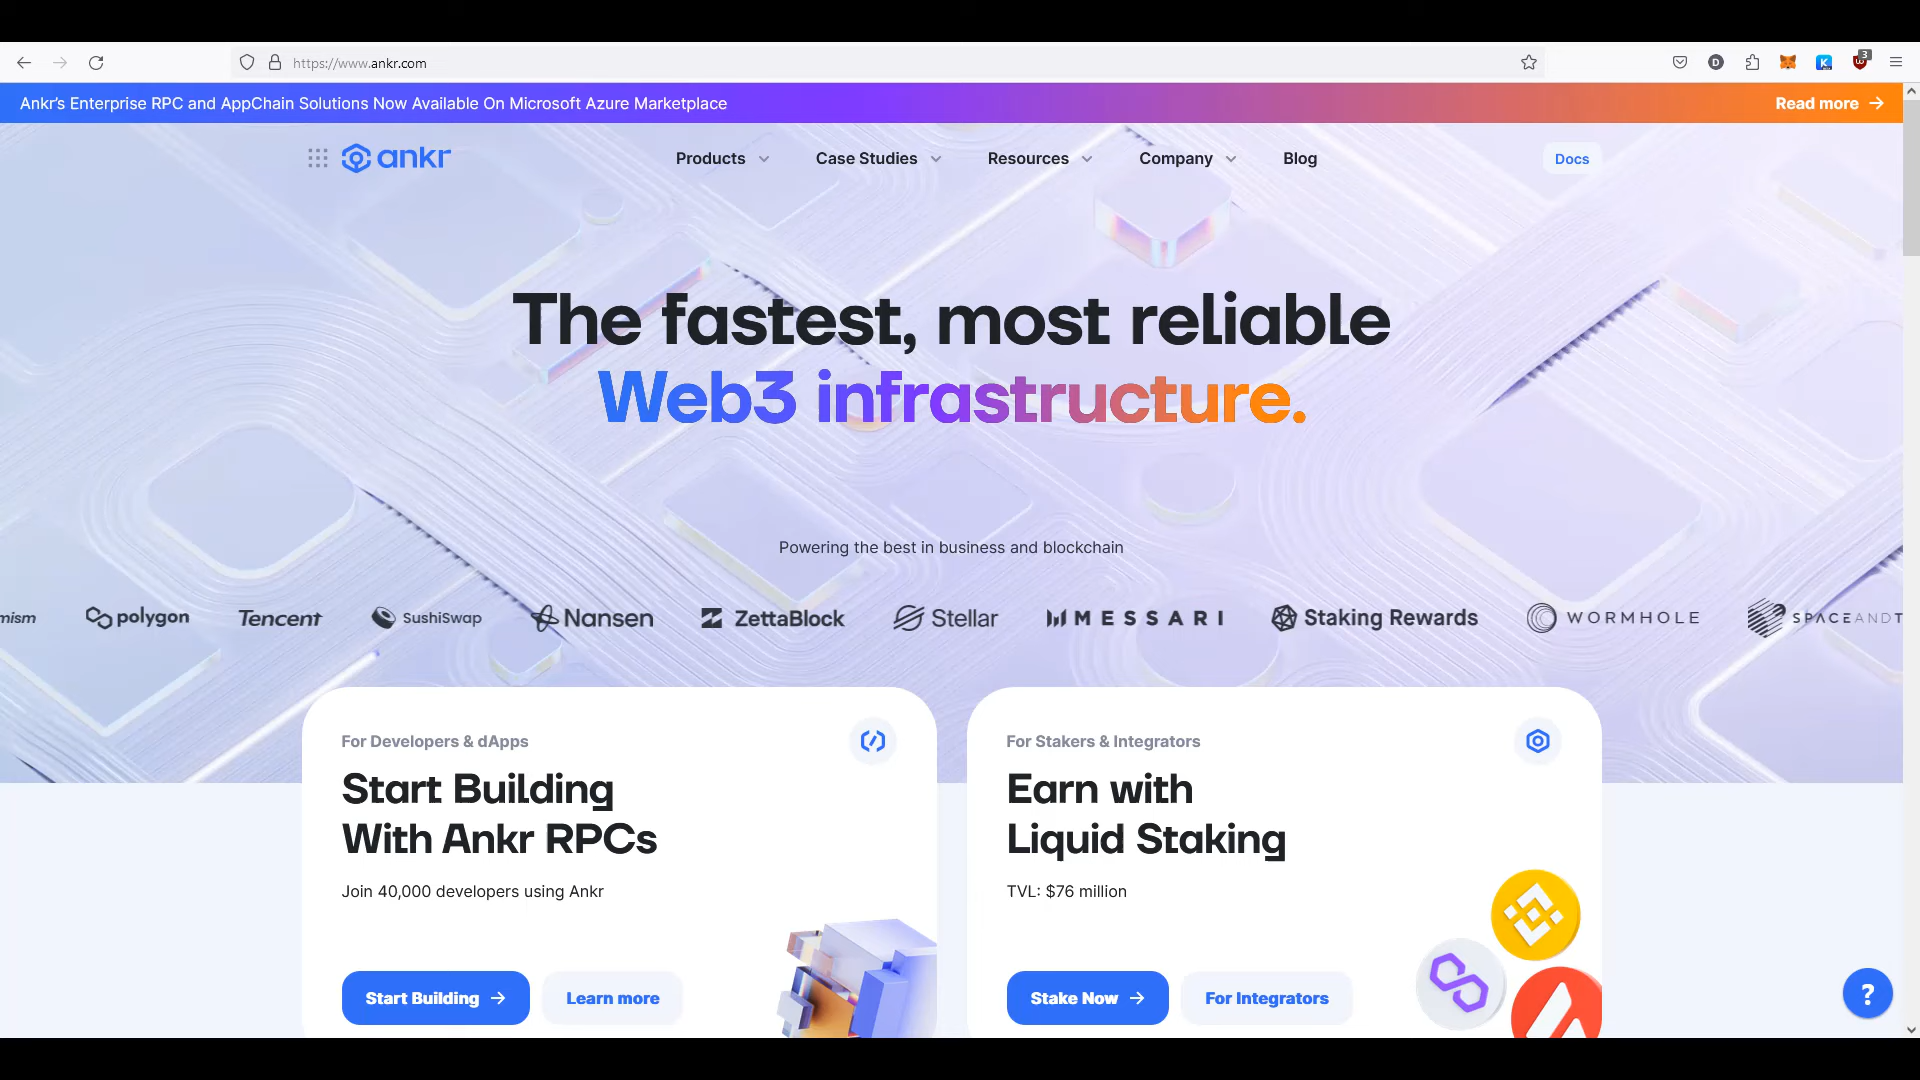 https://www.ankr.com
3
Ankr's Enterprise RPC and AppChain Solutions Now Available On Microsoft Azure Marketplace
Read more
ankr
Products
Case Studies
Resources
Company
Blog
Docs
The fastest, most reliable
Web3 infrastructure.
Powering the best in business and blockchain
mism
polygon
Tencent
SushiSwap
Nansen
ZettaBlock
Stellar
MESSARI
Staking Rewards
WORMHOLE
SPACEANDT
For Developers & dApps
Start Building
With Ankr RPCs
Join 40,000 developers using Ankr
Start Building
Learn more
For Stakers & Integrators
Earn with
Liquid Staking
TVL: $76 million
Stake Now
For Integrators
?